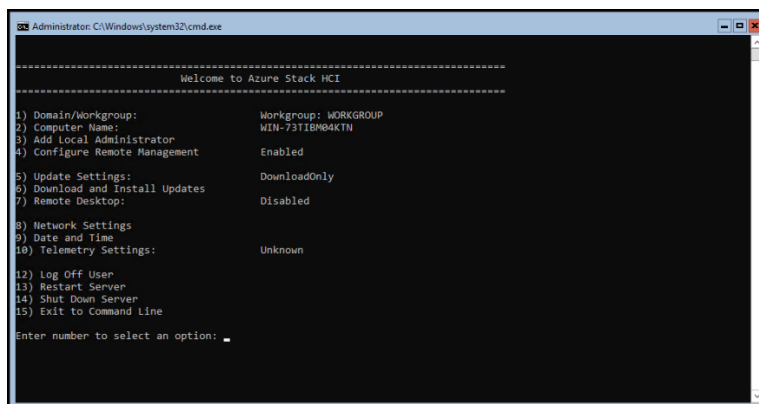 Administrator: C:\Windows\system32\cmd.exe
===============================================================================
Welcome to Azure Stack HCI
===============================================================================
1) Domain/Workgroup: Workgroup: WORKGROUP
2) Computer Name: WIN-73TIBM04KTN
3) Add Local Administrator
4) Configure Remote Management Enabled
5) Update Settings: DownloadOnly
6) Download and Install Updates
7) Remote Desktop: Disabled
8) Network Settings
9) Date and Time
10) Telemetry Settings: Unknown
12) Log Off User
13) Restart Server
14) Shut Down Server
15) Exit to Command Line
Enter number to select an option: _